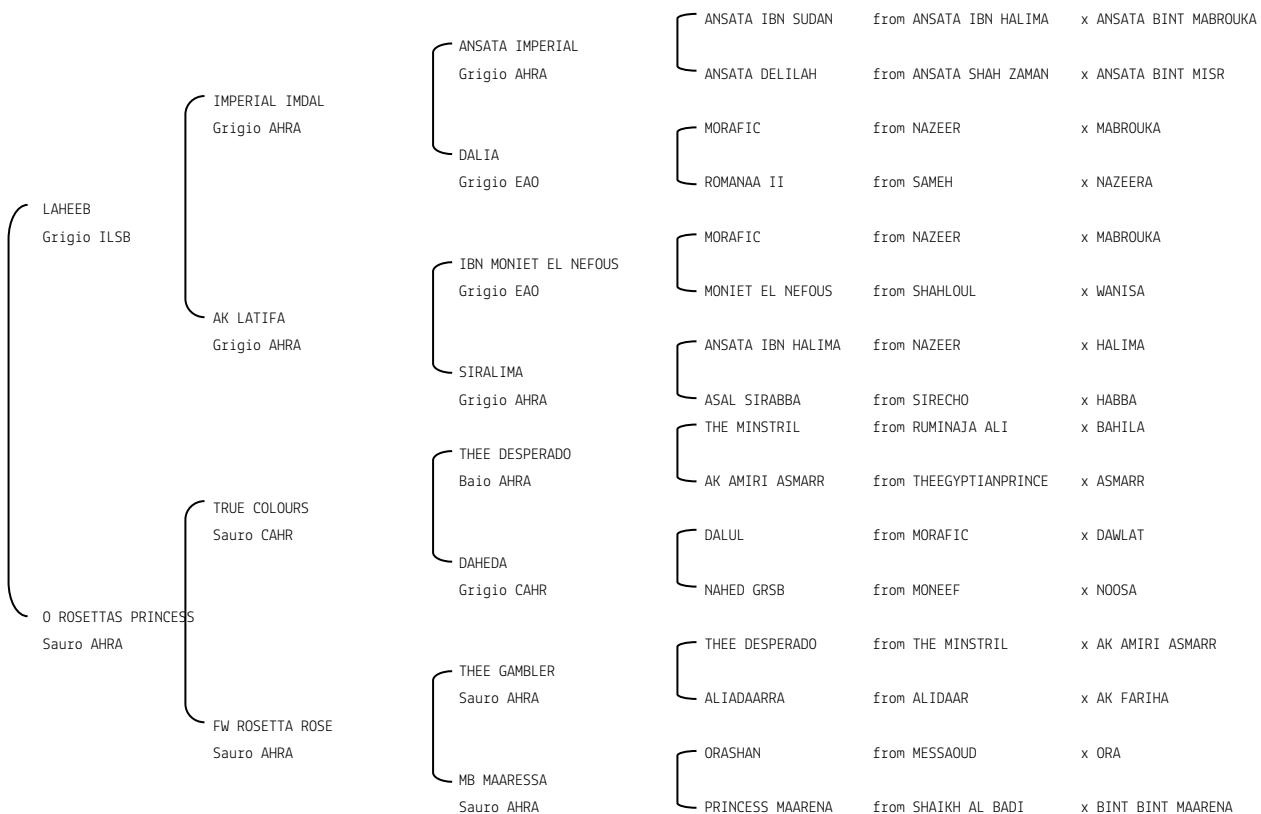 ANSATA IBN SUDAN from ANSATA IBN HALIMA x ANSATA BINT MABROUKA
ANSATA IMPERIAL
Grigio AHRA
ANSATA DELILAH from ANSATA SHAH ZAMAN x ANSATA BINT MISR
IMPERIAL IMDAL
Grigio AHRA
MORAFIC from NAZEER x MABROUKA
DALIA
Grigio EAO
ROMANAA II from SAMEH x NAZEERA
LAHEEB
Grigio ILSB
MORAFIC from NAZEER x MABROUKA
IBN MONIET EL NEFOUS
Grigio EAO
MONIET EL NEFOUS from SHAHLOUL x WANISA
AK LATIFA
Grigio AHRA
ANSATA IBN HALIMA from NAZEER x HALIMA
SIRALIMA
Grigio AHRA
ASAL SIRABBA from SIRECHO x HABBA
THE MINSTRIL from RUMINAJA ALI x BAHILA
THEE DESPERADO
Baio AHRA
AK AMIRI ASMARR from THEEGYPTIANPRINCE x ASMARR
TRUE COLOURS
Sauro CAHR
DALUL from MORAFIC x DAWLAT
DAHEDA
Grigio CAHR
NAHED GRSB from MONEEF x NOOSA
O ROSETTAS PRINCESS
Sauro AHRA
THEE DESPERADO from THE MINSTRIL x AK AMIRI ASMARR
THEE GAMBLER
Sauro AHRA
ALIADAARRA from ALIDAAR x AK FARIHA
FW ROSETTA ROSE
Sauro AHRA
ORASHAN from MESSAOUD x ORA
MB MAARESSA
Sauro AHRA
PRINCESS MAARENA from SHAIKH AL BADI x BINT BINT MAARENA